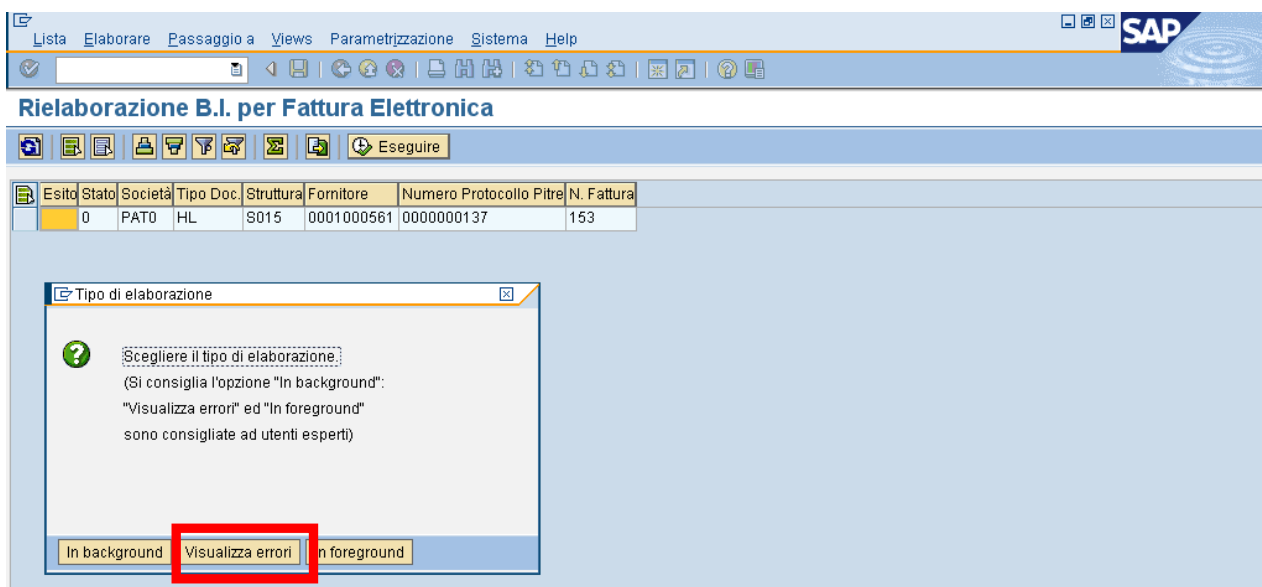 Lista Elaborare Passaggio a Views Parametrizzazione Sistema Help
SAP
Rielaborazione B.I. per Fattura Elettronica
Eseguire
Esito Stato Società Tipo Doc. Struttura Fornitore Numero Protocollo Pitre N. Fattura
0 PAT0 HL S015 0001000561 0000000137 153
Tipo di elaborazione
Scegliere il tipo di elaborazione.
(Si consiglia l'opzione "In background":
"Visualizza errori" ed "In foreground"
sono consigliate ad utenti esperti)
In background Visualizza errori In foreground